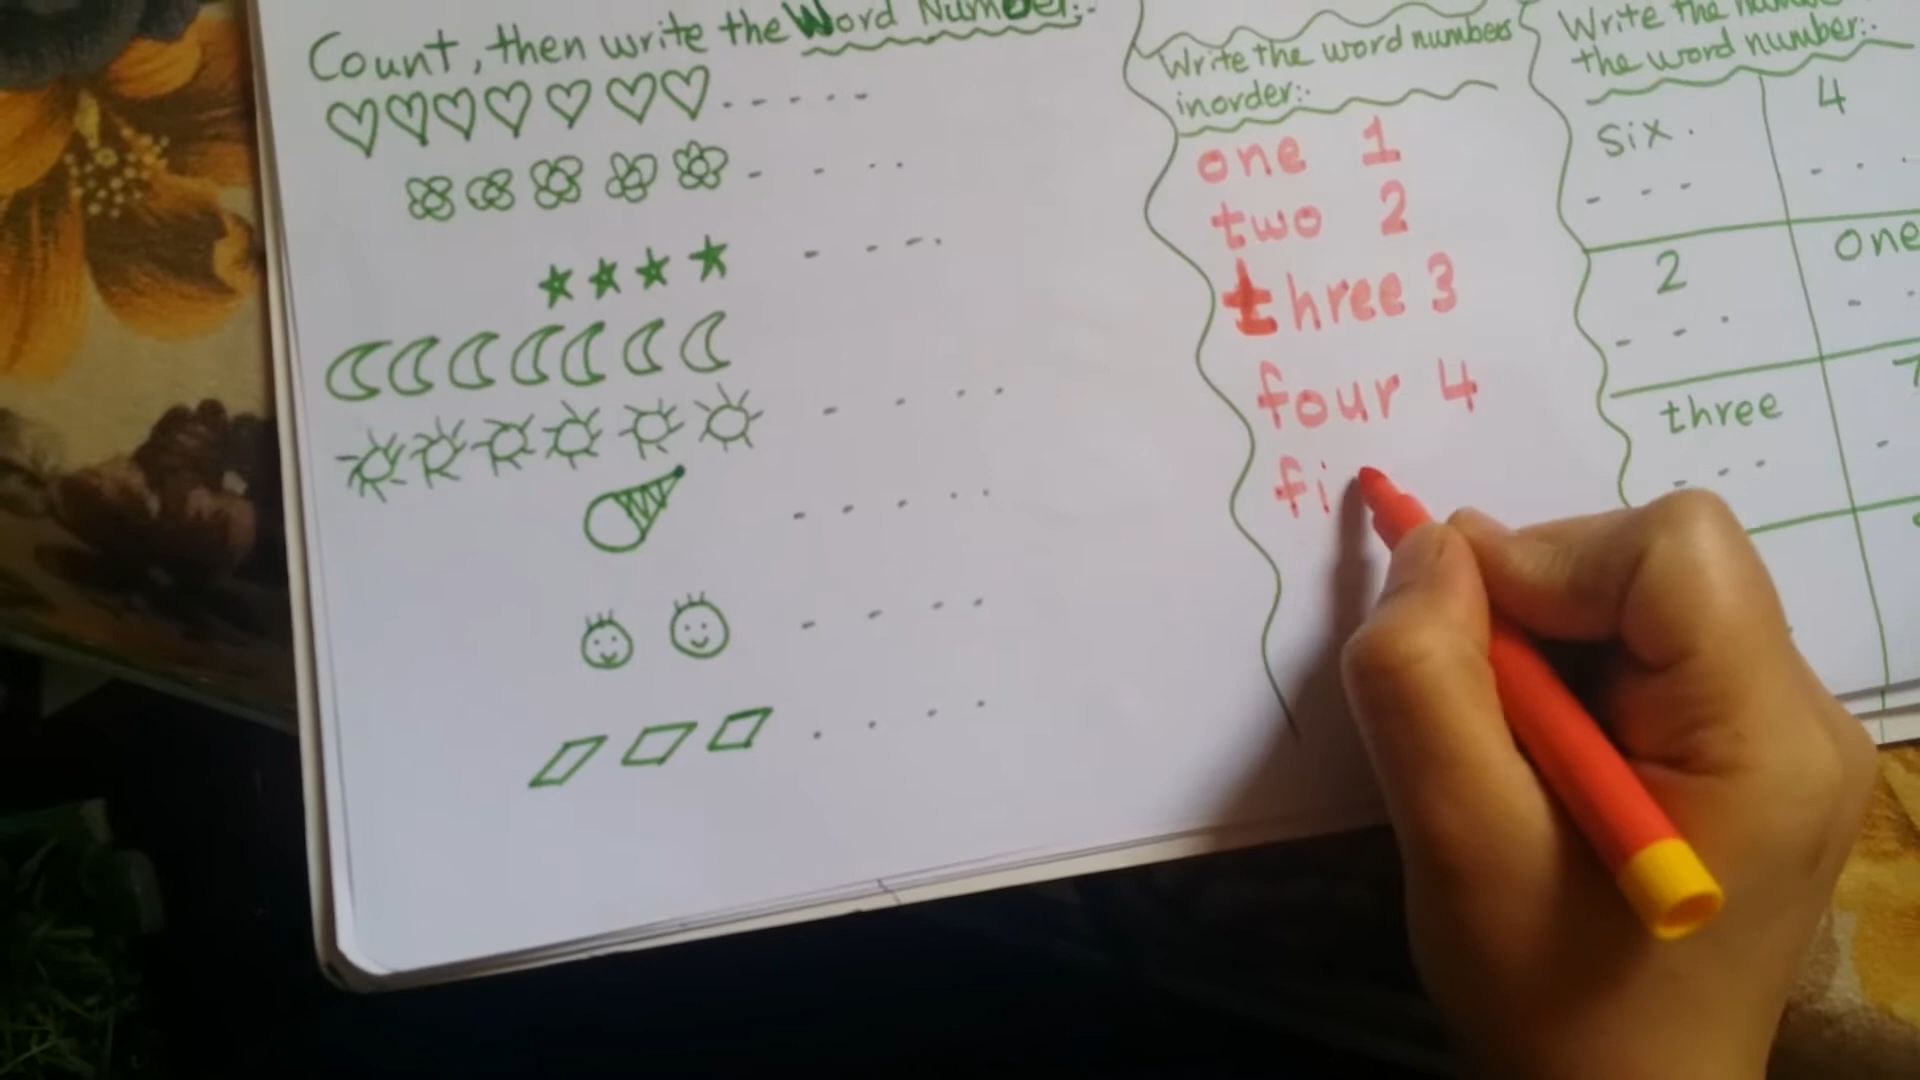 Count, then write the Word Number:-
Write the word numbers
inorder:-
one 1
two 2
three 3
four 4
fi
Write the
the word number:-
six.
4
2
one
three
7